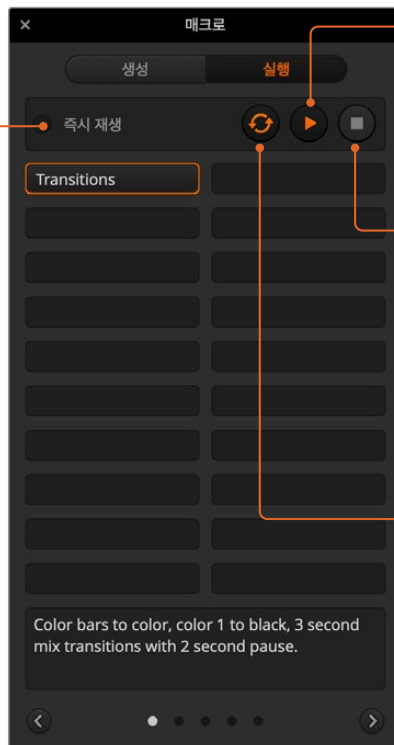 매크로
생성
실행
즉시 재생
Transitions
Color bars to color, color 1 to black, 3 second
mix transitions with 2 second pause.